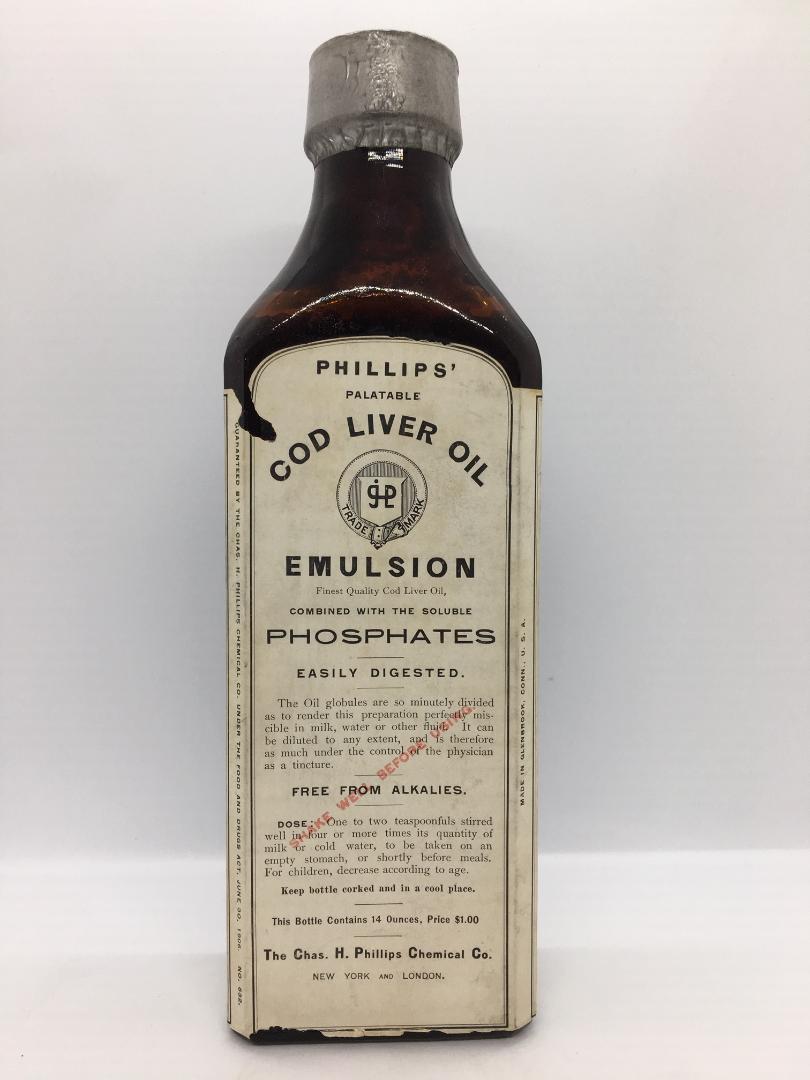 PHILLIPS'
PALATABLE
COD LIVER OIL
TRADE MARK
EMULSION
Finest Quality Cod Liver Oil,
COMBINED WITH THE SOLUBLE
PHOSPHATES
EASILY DIGESTED.
The Oil globules are so minutely divided
as to render this preparation perfectly mis-
cible in milk, water or other fluid. It can
be diluted to any extent, and is therefore
as much under the control of the physician
as a tincture.
SHAKE WELL BEFORE USING.
FREE FROM ALKALIES.
DOSE: One to two teaspoonfuls stirred
well in four or more times its quantity of
milk or cold water, to be taken on an
empty stomach, or shortly before meals.
For children, decrease according to age.
Keep bottle corked and in a cool place.
This Bottle Contains 14 Ounces, Price $1.00
The Chas. H. Phillips Chemical Co.
NEW YORK AND LONDON.
GUARANTEED BY THE CHAS. H. PHILLIPS CHEMICAL CO. UNDER THE FOOD AND DRUGS ACT, JUNE 30, 1906.
MADE IN GLENBROOK, CONN., U. S. A.